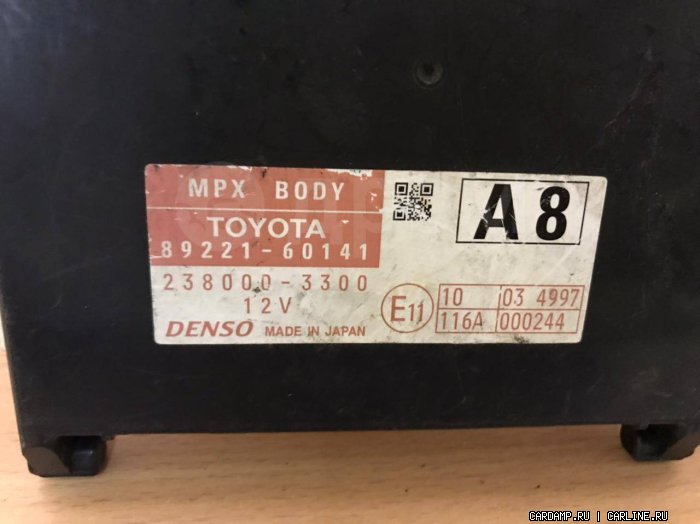 MPX BODY
TOYOTA
89221-60141
238000-3300
12V
DENSO MADE IN JAPAN
A8
E11
10 03 4997
116A 000244
CARDAMP.RU | CARLINE.RU